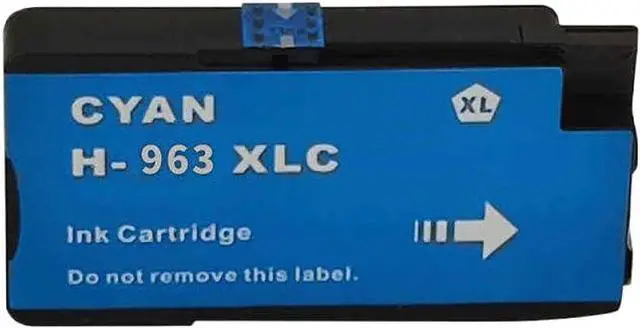 CYAN
XL
H-963 XLC
Ink Cartridge
Do not remove this label.